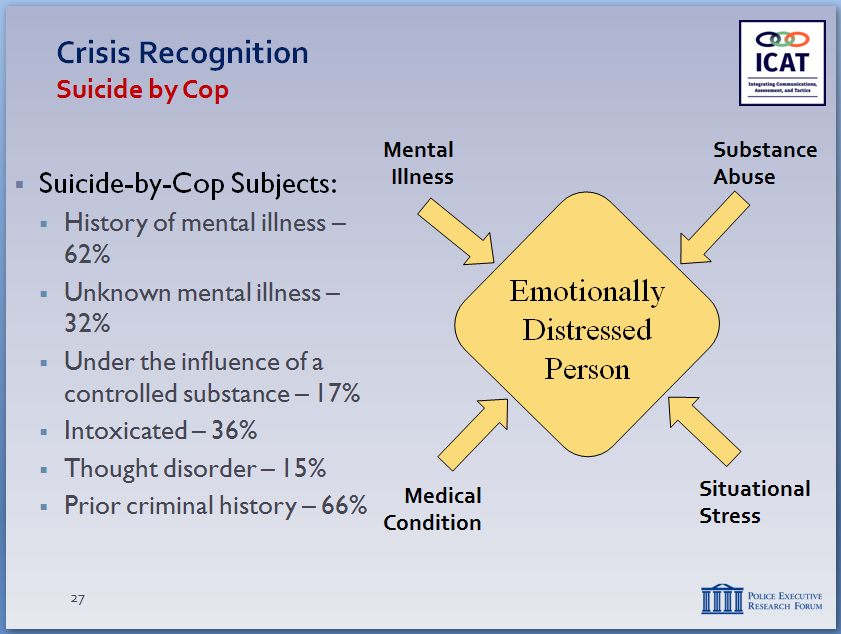 Crisis Recognition
Suicide by Cop
ICAT
Integrating Communications,
Assessment, and Tactics
▪ Suicide-by-Cop Subjects:
▪ History of mental illness –
62%
▪ Unknown mental illness –
32%
▪ Under the influence of a
controlled substance – 17%
▪ Intoxicated – 36%
▪ Thought disorder – 15%
▪ Prior criminal history – 66%
Mental
Illness
Substance
Abuse
Emotionally
Distressed
Person
Medical
Condition
Situational
Stress
27
POLICE EXECUTIVE
RESEARCH FORUM